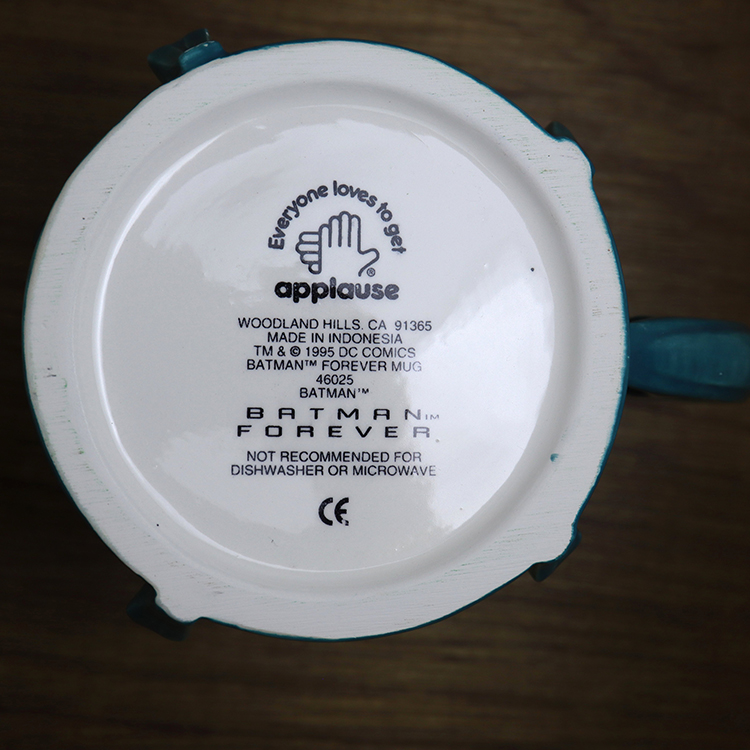 Everyone loves to get
®
applause
WOODLAND HILLS, CA 91365
MADE IN INDONESIA
TM & © 1995 DC COMICS
BATMAN™ FOREVER MUG
46025
BATMAN™
BATMAN™
FOREVER
NOT RECOMMENDED FOR
DISHWASHER OR MICROWAVE
CE